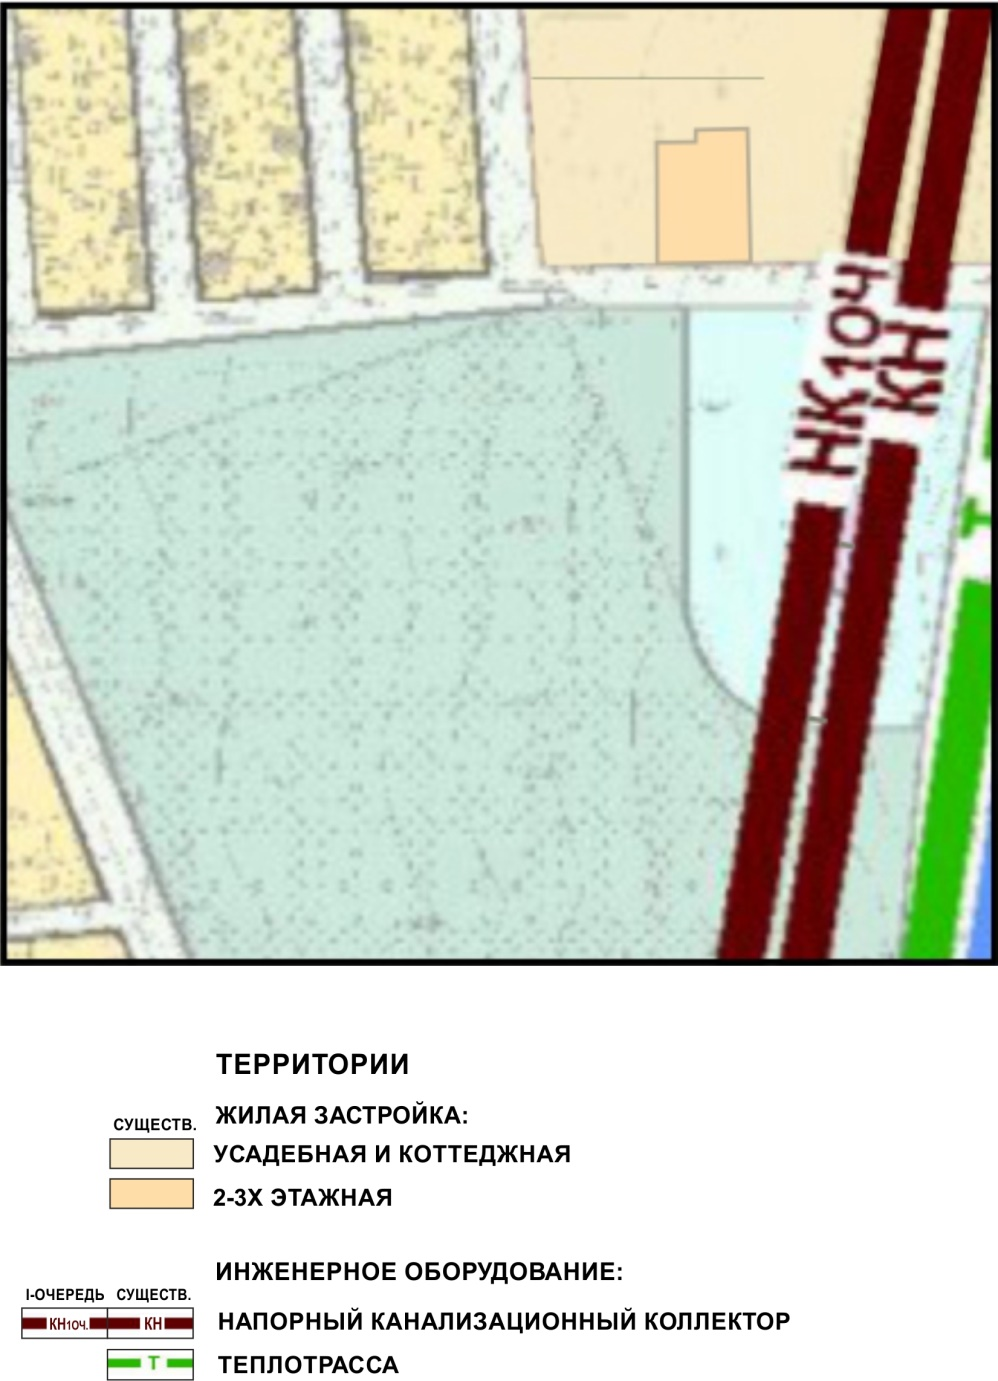 НК1ОЧ
КН
Т
ТЕРРИТОРИИ
ЖИЛАЯ ЗАСТРОЙКА:
СУЩЕСТВ.
УСАДЕБНАЯ И КОТТЕДЖНАЯ
2-3Х ЭТАЖНАЯ
ИНЖЕНЕРНОЕ ОБОРУДОВАНИЕ:
I-ОЧЕРЕДЬ СУЩЕСТВ.
КН1ОЧ. КН НАПОРНЫЙ КАНАЛИЗАЦИОННЫЙ КОЛЛЕКТОР
Т ТЕПЛОТРАССА